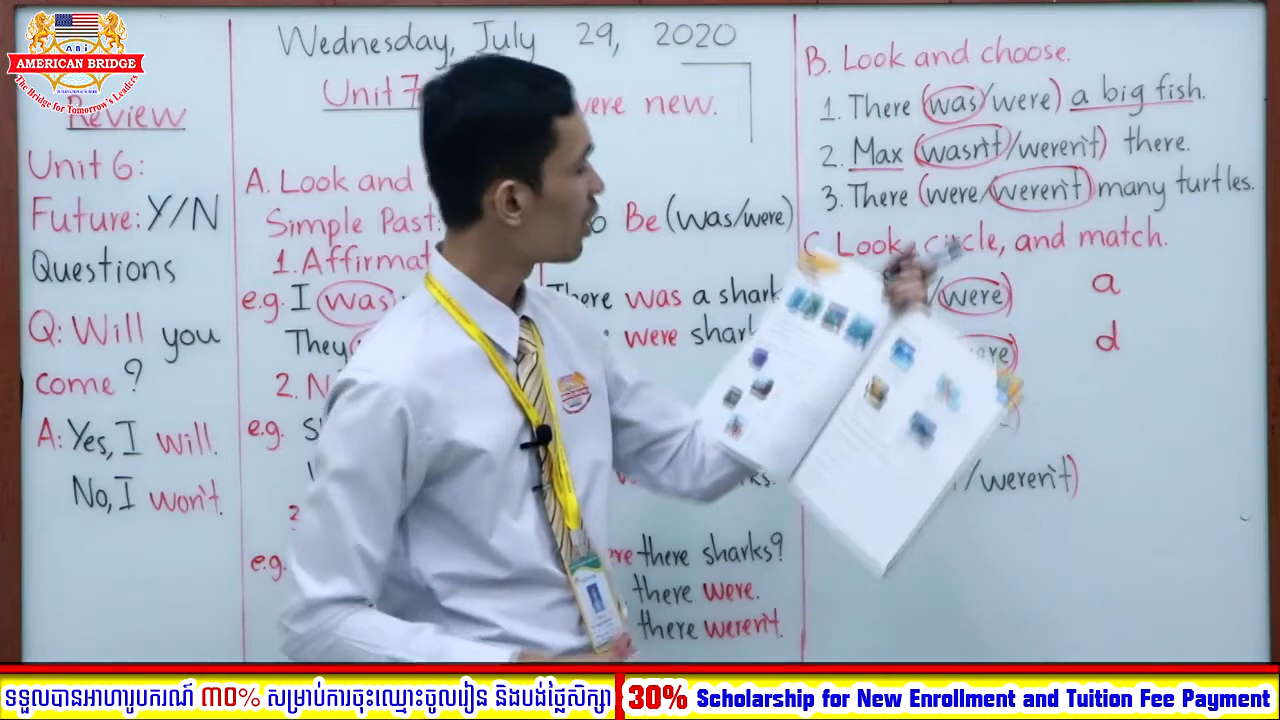 ABi
AMERICAN BRIDGE
INTERNATIONAL SCHOOL
The Bridge for Tomorrow's Leaders
Review
Unit 6:
Future: Y/N
Questions
Q: Will you
come?
A: Yes, I will.
No, I won't.
Wednesday, July 29, 2020
Unit 7
were new.
A. Look and
Simple Past:
Be (was/were)
1. Affirmat
e.g. I was
There was a shark
They
were shar
2. N
e.g.
e.g.
there sharks?
there were.
there weren't.
B. Look and choose.
1. There (was/were) a big fish.
2. Max (wasn't/weren't) there.
3. There (were/weren't) many turtles.
C. Look, circle, and match.
/were) a
d
/weren't)
ទទួលបានអាហារូបករណ៍ ៣០% សម្រាប់ការចុះឈ្មោះចូលរៀន និងបង់ថ្លៃសិក្សា
30% Scholarship for New Enrollment and Tuition Fee Payment